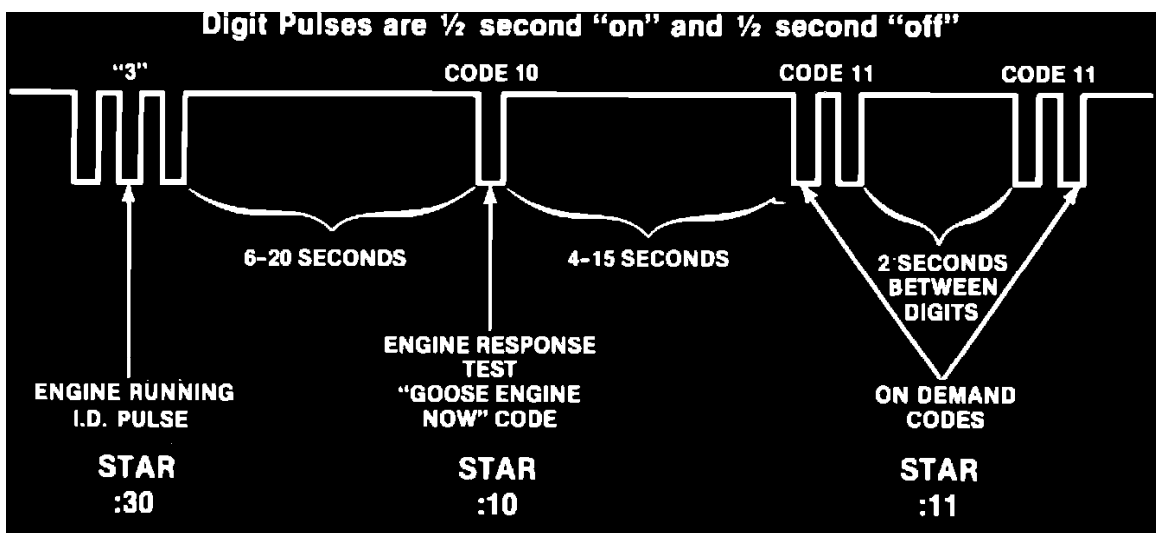 Digit Pulses are ½ second “on” and ½ second “off”
“3”
CODE 10
CODE 11
CODE 11
6-20 SECONDS
4-15 SECONDS
2 SECONDS
BETWEEN
DIGITS
ENGINE RUNNING
I.D. PULSE
ENGINE RESPONSE
TEST
“GOOSE ENGINE
NOW” CODE
ON DEMAND
CODES
STAR
:30
STAR
:10
STAR
:11